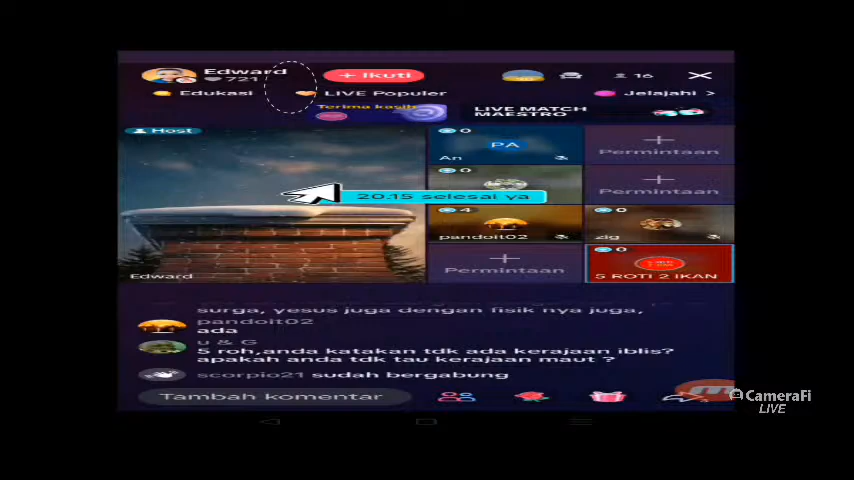 Edward
721
+ Ikuti
16
Edukasi
LIVE Populer
Jelajahi >
Terima kasih
LIVE MATCH
MAESTRO
Host
0
PA
An
Permintaan
0
Permintaan
20.15 selesai ya
4
pandoit02
0
zig
Edward
Permintaan
0
5 ROTI 2 IKAN
surga, yesus juga dengan fisik nya juga,
pandoit02
ada
u & G
5 roh,anda katakan tdk ada kerajaan iblis?
apakah anda tdk tau kerajaan maut ?
scorpio21 sudah bergabung
Tambah komentar
CameraFi
LIVE